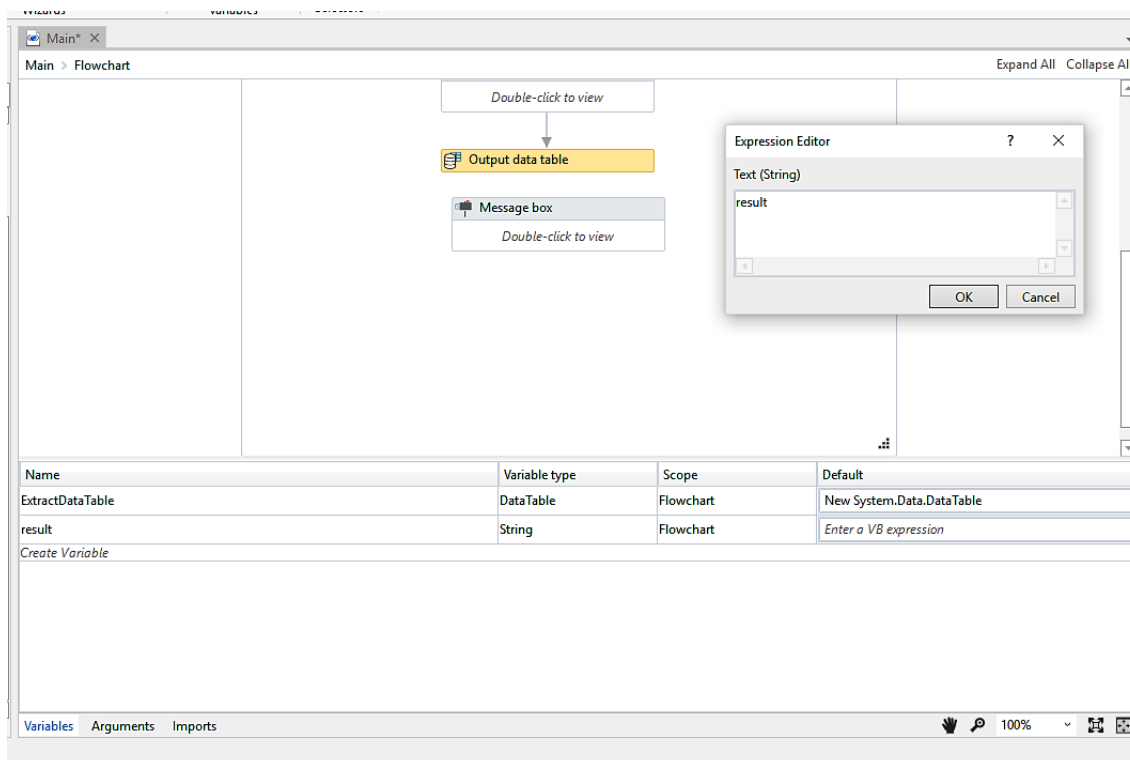 Main*
Main > Flowchart
Expand All Collapse Al
Double-click to view
Output data table
Message box
Double-click to view
Expression Editor ?
Text (String)
result
OK Cancel
Name Variable type Scope Default
ExtractDataTable DataTable Flowchart New System.Data.DataTable
result String Flowchart Enter a VB expression
Create Variable
Variables Arguments Imports 100%